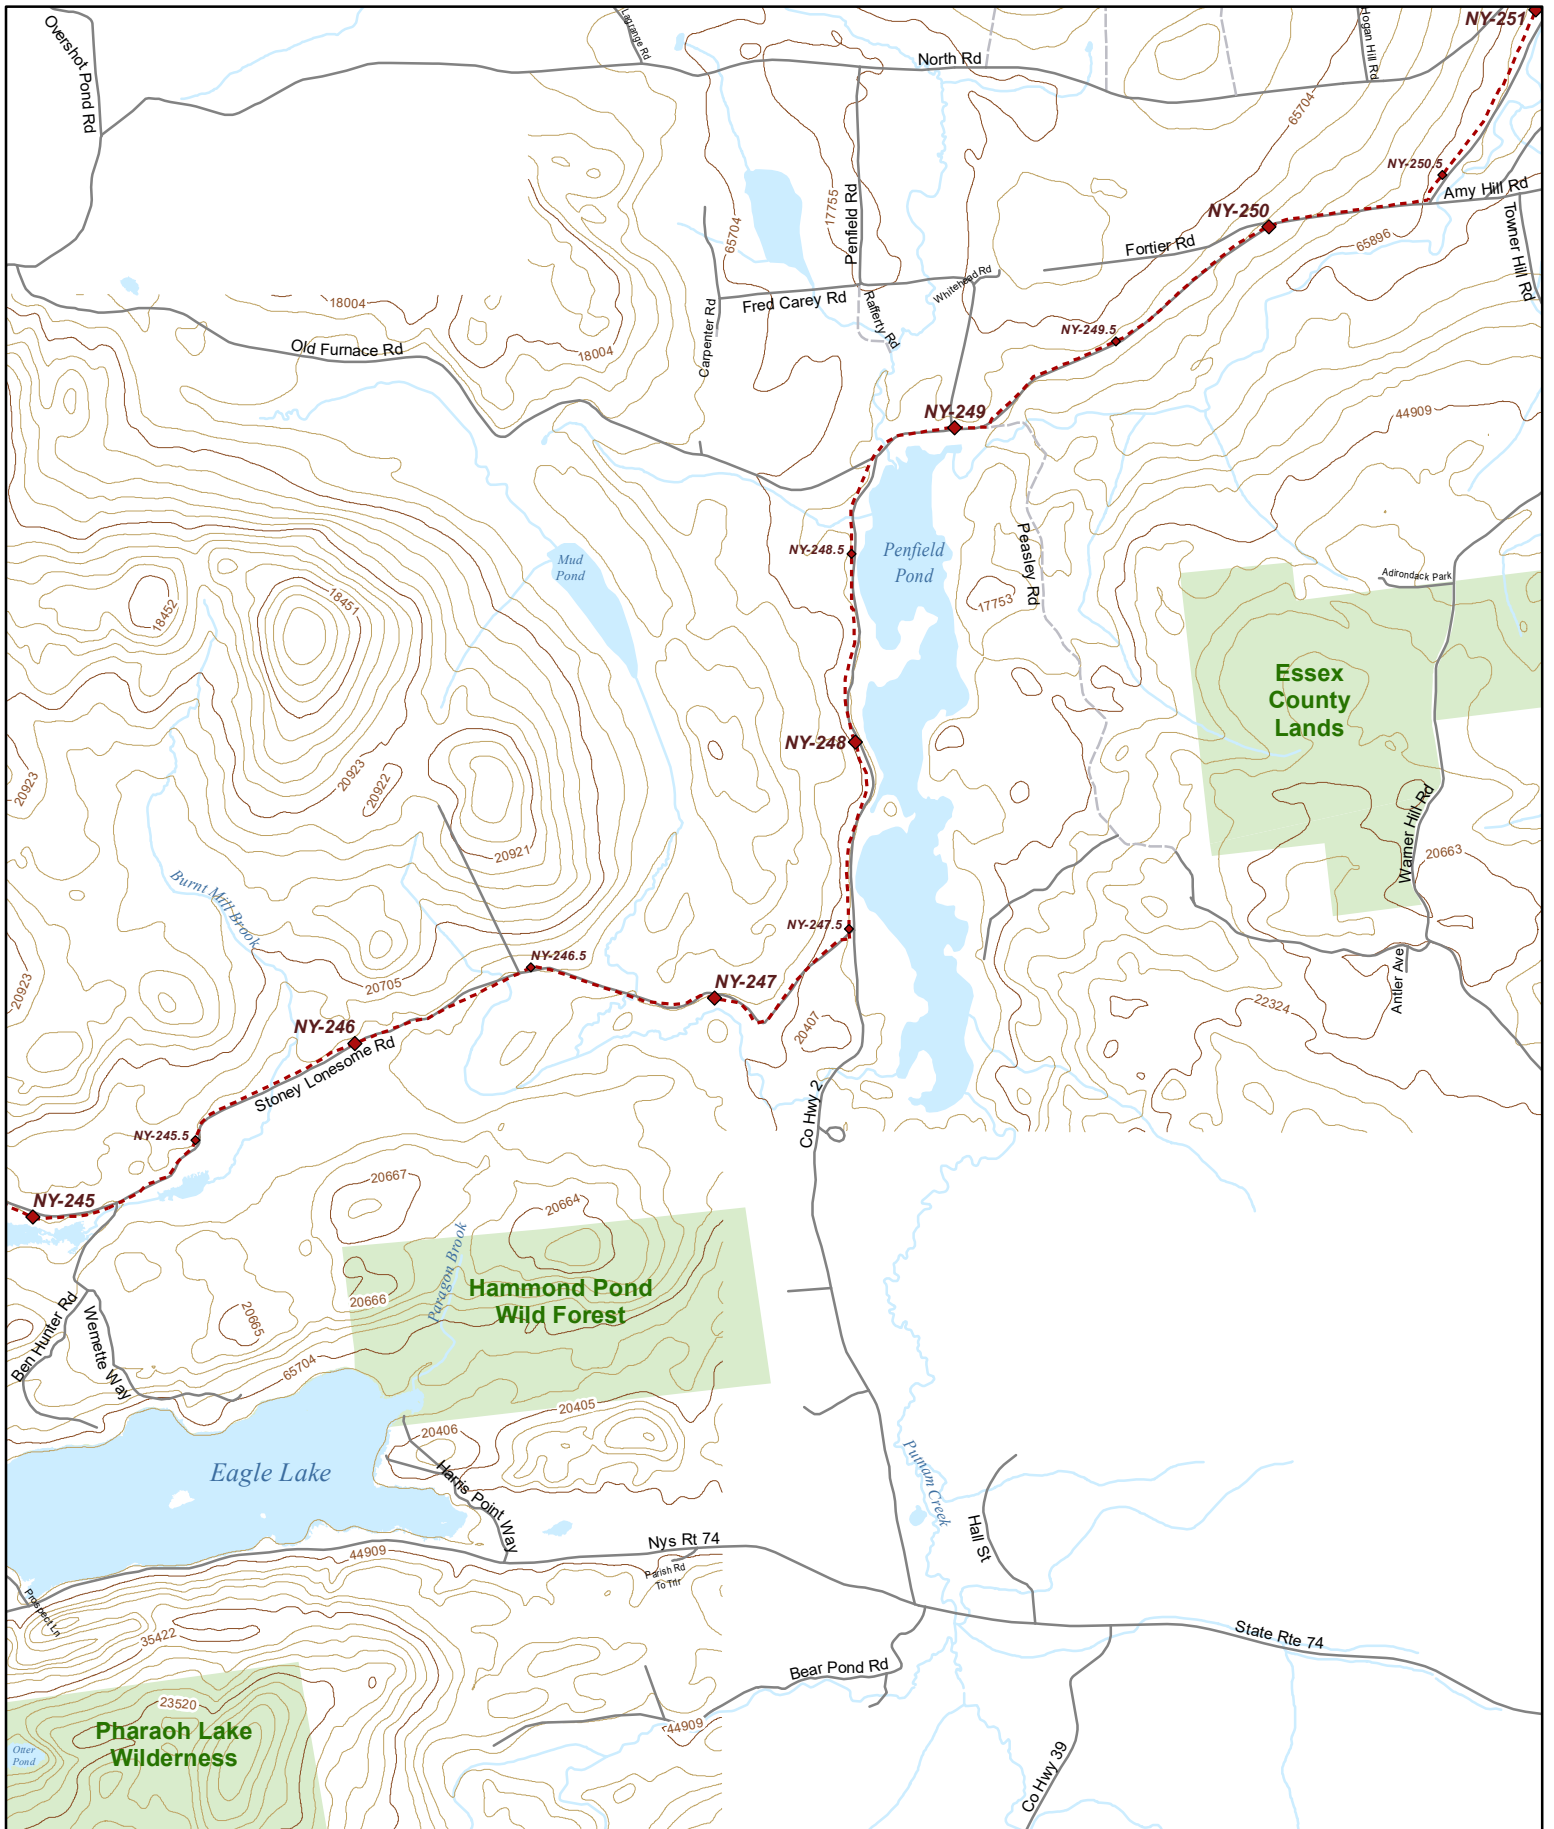 NY-251
Overshot Pond Rd
Lagrange Rd
North Rd
Hogan Hill Rd
65704
NY-250.5
Amy Hill Rd
Towner Hill Rd
NY-250
Fortier Rd
65896
17755
Penfield Rd
65704
Whitehead Rd
Fred Carey Rd
Rafferty Rd
Carpenter Rd
18004
18004
Old Furnace Rd
NY-249.5
NY-249
44909
NY-248.5
Penfield
Pond
Peasley Rd
17753
Adirondack Park
Mud
Pond
18452
18451
Essex
County
Lands
NY-248
20923
20923
20922
20921
Warner Hill Rd
20663
Burnt Mill Brook
NY-247.5
NY-246.5
NY-247
20923
20705
20407
22324
Antler Ave
NY-246
Stoney Lonesome Rd
Co Hwy 2
NY-245.5
NY-245
20667
20664
Paragon Brook
Hammond Pond
Wild Forest
20666
20665
65704
Ben Hunter Rd
Wemette Way
20405
20406
Eagle Lake
Harris Point Way
Putnam Creek
Hall St
Nys Rt 74
44909
Parish Rd
To Trlr
Prospect Ln
35422
State Rte 74
Bear Pond Rd
23520
Pharaoh Lake
Wilderness
Otter
Pond
44909
Co Hwy 39